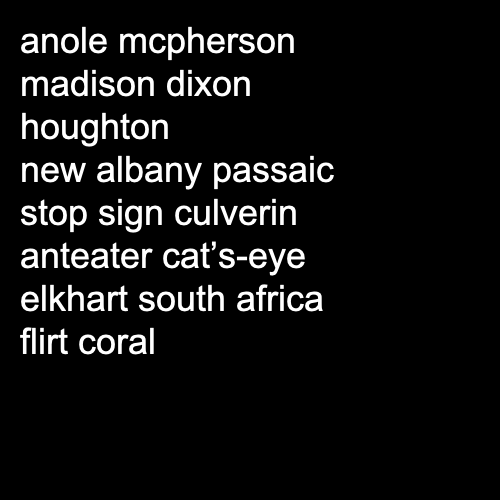 anole mcpherson
madison dixon
houghton
new albany passaic
stop sign culverin
anteater cat’s-eye
elkhart south africa
flirt coral